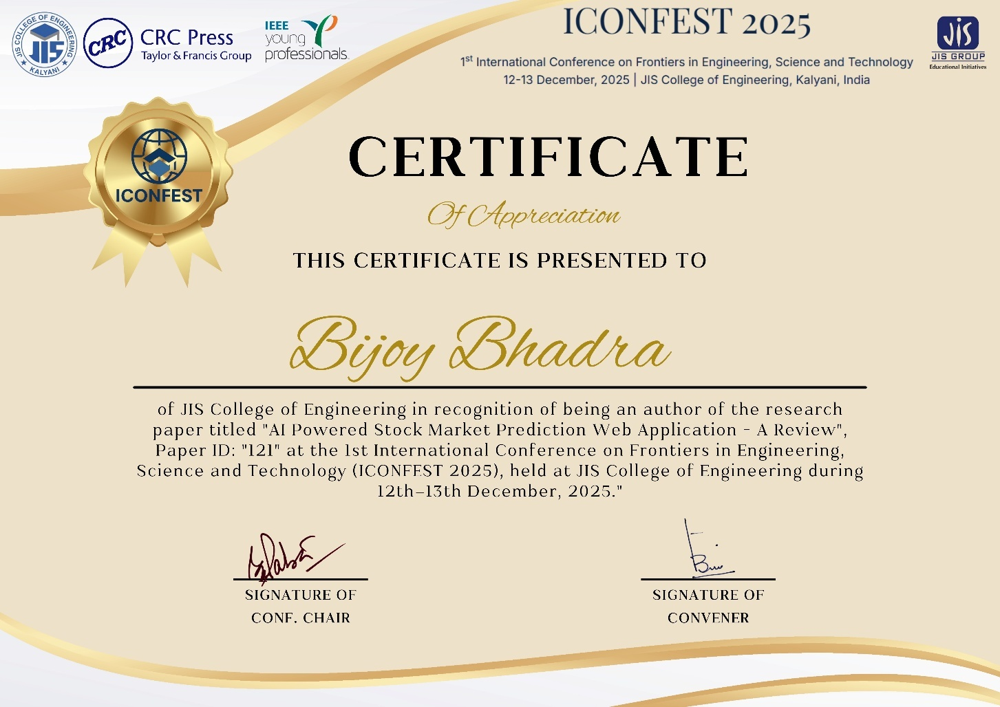 JIS COLLEGE OF ENGINEERING
JIS
KALYANI
CRC
CRC Press
Taylor & Francis Group
IEEE
young
professionals
ICONFEST 2025
1st International Conference on Frontiers in Engineering, Science and Technology
12-13 December, 2025 | JIS College of Engineering, Kalyani, India
JIS
JIS GROUP
Educational Initiatives
ICONFEST
CERTIFICATE
Of Appreciation
THIS CERTIFICATE IS PRESENTED TO
Bijoy Bhadra
of JIS College of Engineering in recognition of being an author of the research
paper titled "AI Powered Stock Market Prediction Web Application - A Review",
Paper ID: "121" at the 1st International Conference on Frontiers in Engineering,
Science and Technology (ICONFEST 2025), held at JIS College of Engineering during
12th–13th December, 2025."
SIGNATURE OF
CONF. CHAIR
SIGNATURE OF
CONVENER